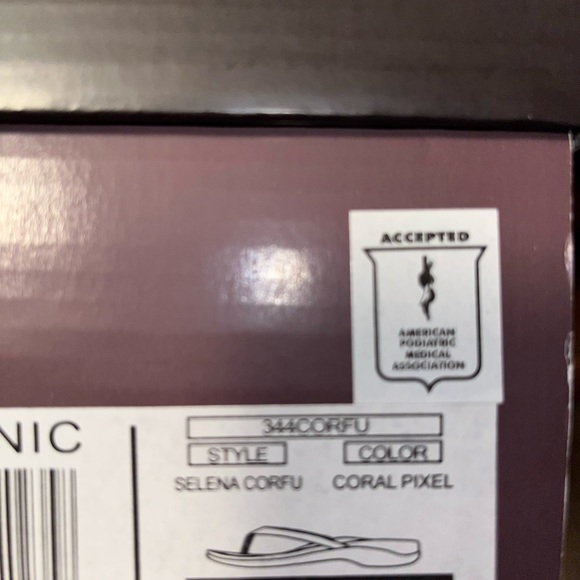 ACCEPTED
AMERICAN
PODIATRIC
MEDICAL
ASSOCIATION
NIC
344CORFU
STYLE COLOR
SELENA CORFU CORAL PIXEL